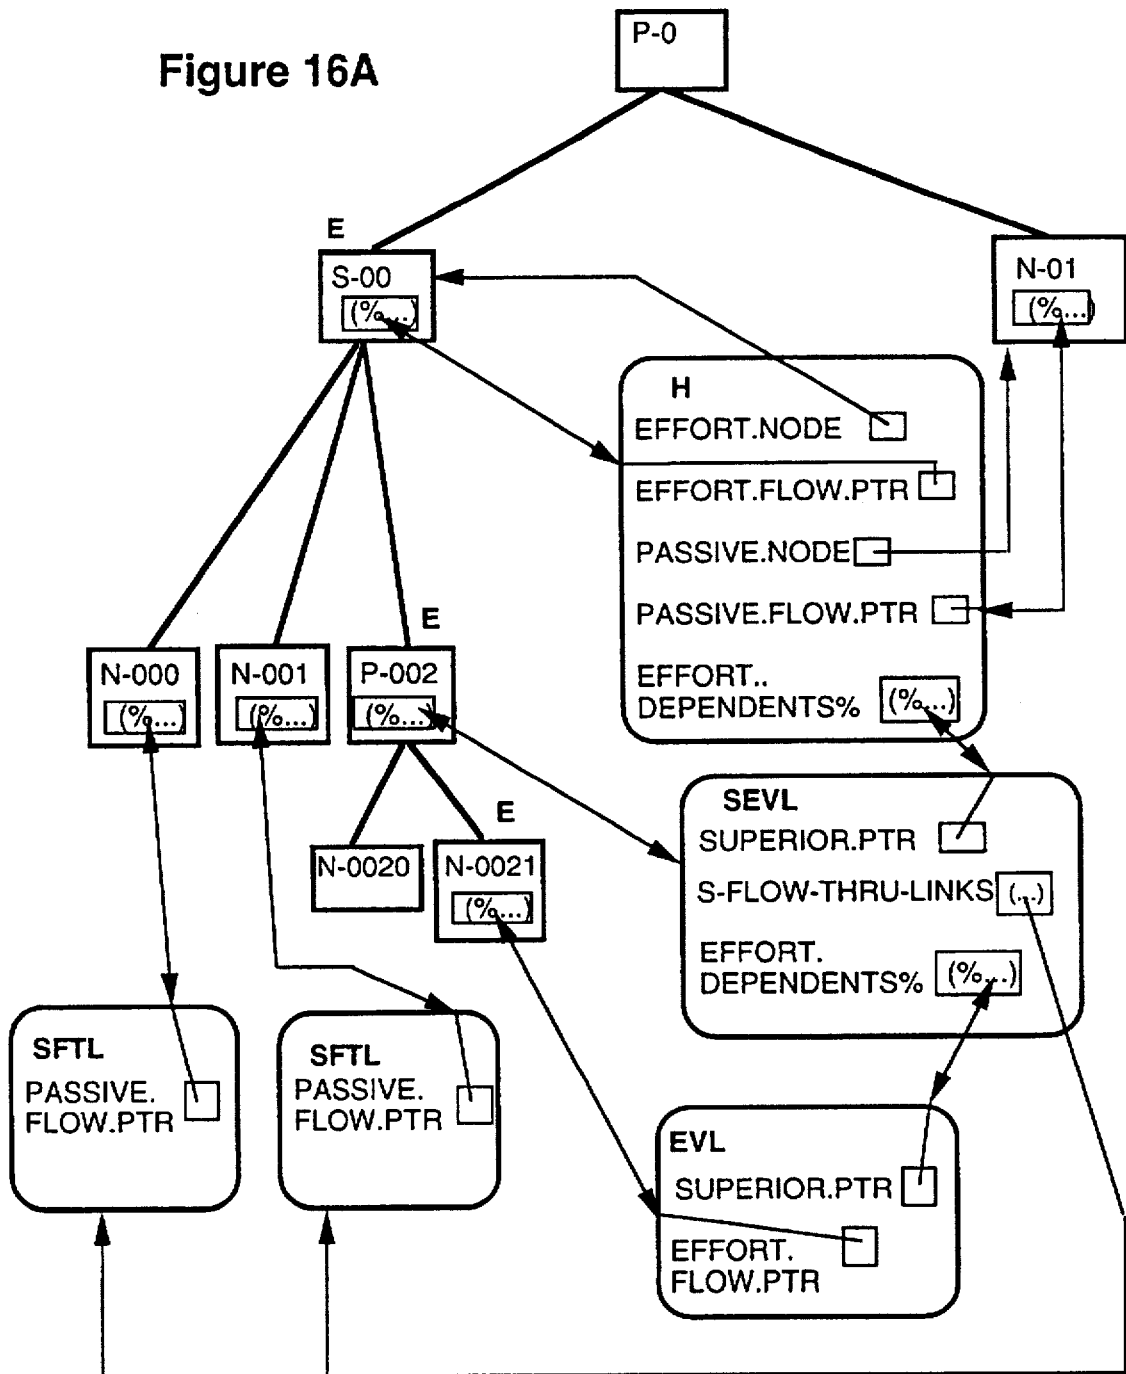 Figure 16A
P-0
E
S-00
(%...)
N-01
(%...)
H
EFFORT.NODE
EFFORT.FLOW.PTR
PASSIVE.NODE
PASSIVE.FLOW.PTR
EFFORT..
DEPENDENTS%
(%...)
E
N-000
(%...)
N-001
(%...)
P-002
(%...)
E
N-0020
N-0021
(%...)
SEVL
SUPERIOR.PTR
S-FLOW-THRU-LINKS
(...)
EFFORT.
DEPENDENTS%
(%...)
SFTL
PASSIVE.
FLOW.PTR
SFTL
PASSIVE.
FLOW.PTR
EVL
SUPERIOR.PTR
EFFORT.
FLOW.PTR